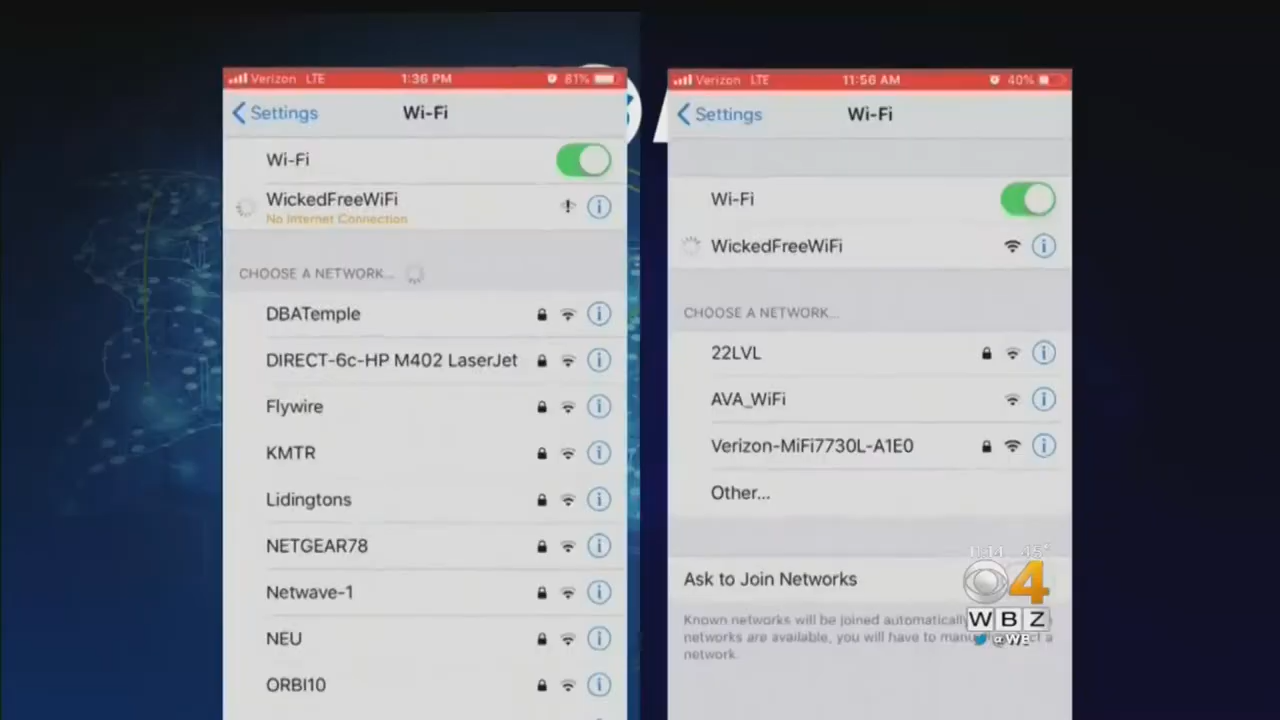 Verizon LTE 1:36 PM 81%
Settings Wi-Fi
Wi-Fi
WickedFreeWiFi
No Internet Connection
CHOOSE A NETWORK...
DBATemple
DIRECT-6c-HP M402 LaserJet
Flywire
KMTR
Lidingtons
NETGEAR78
Netwave-1
NEU
ORBI10
Verizon LTE 11:56 AM 40%
Settings Wi-Fi
Wi-Fi
WickedFreeWiFi
CHOOSE A NETWORK...
22LVL
AVA_WiFi
Verizon-MiFi7730L-A1E0
Other...
Ask to Join Networks
Known networks will be joined automatically
networks are available, you will have to a
network.
11:14 45°
4
WBZ